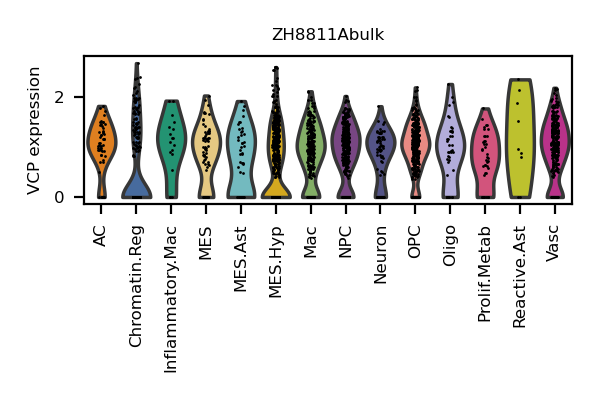 ZH8811Abulk
VCP expression
2
0
AC
Chromatin.Reg
Inflammatory.Mac
MES
MES.Ast
MES.Hyp
Mac
NPC
Neuron
OPC
Oligo
Prolif.Metab
Reactive.Ast
Vasc